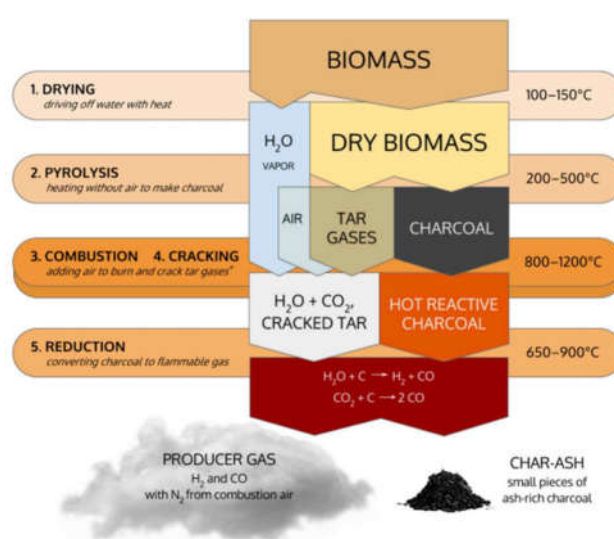 BIOMASS
1. DRYING
driving off water with heat
100–150°C
H₂O
VAPOR
DRY BIOMASS
2. PYROLYSIS
heating without air to make charcoal
200–500°C
AIR
TAR
GASES
CHARCOAL
3. COMBUSTION 4. CRACKING
adding air to burn and crack tar gases*
800–1200°C
H₂O + CO₂,
CRACKED TAR
HOT REACTIVE
CHARCOAL
5. REDUCTION
converting charcoal to flammable gas
650–900°C
H₂O + C → H₂ + CO
CO₂ + C → 2 CO
PRODUCER GAS
H₂ and CO
with N₂ from combustion air
CHAR-ASH
small pieces of
ash-rich charcoal